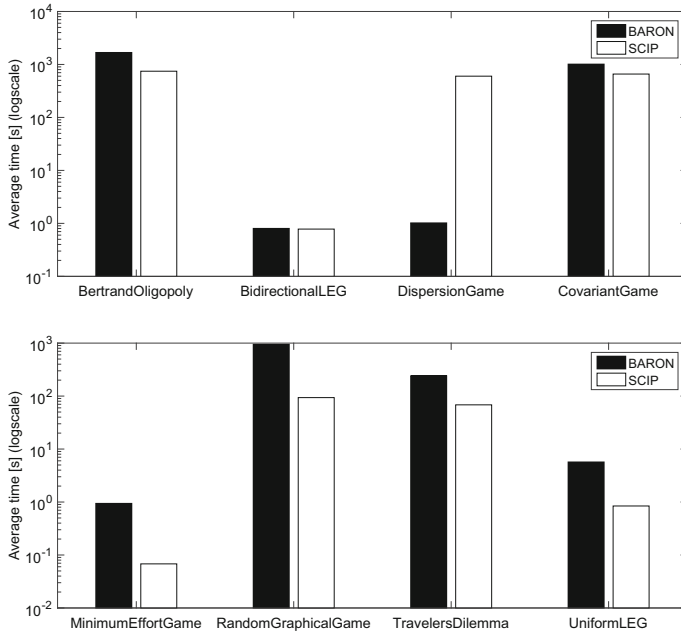 Average time [s] (logscale)
10^4
10^3
10^2
10^1
10^0
10^-1
BARON
SCIP
BertrandOligopoly
BidirectionalLEG
DispersionGame
CovariantGame
Average time [s] (logscale)
10^3
10^2
10^1
10^0
10^-1
10^-2
BARON
SCIP
MinimumEffortGame
RandomGraphicalGame
TravelersDilemma
UniformLEG